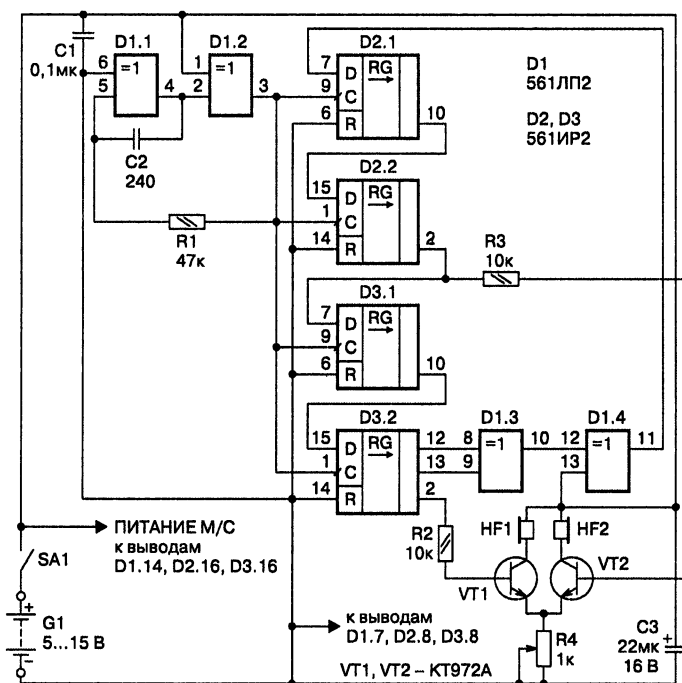 C1
0,1мк
D1.1
=1
6
5
4
D1.2
=1
1
2
3
D2.1
RG
7
D
9
C
6
R
10
D1
561ЛП2
D2, D3
561ИР2
C2
240
D2.2
RG
15
D
1
C
14
R
2
R1
47к
R3
10к
D3.1
RG
7
D
9
C
6
R
10
D3.2
RG
15
D
1
C
14
R
12
13
2
D1.3
=1
8
9
10
D1.4
=1
12
13
11
R2
10к
HF1
HF2
VT1
VT2
ПИТАНИЕ М/С
к выводам
D1.14, D2.16, D3.16
SA1
+
G1
5...15 В
−
к выводам
D1.7, D2.8, D3.8
R4
1к
C3
22мк
+
16 В
VT1, VT2 – КТ972А